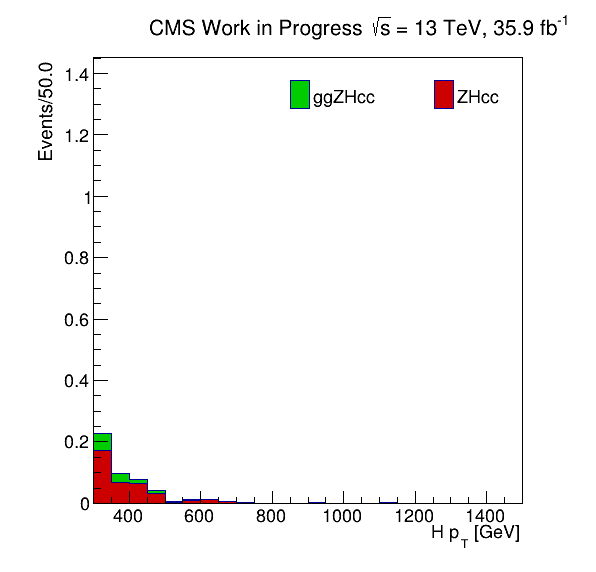 CMS Work in Progress √s = 13 TeV, 35.9 fb⁻¹
Events/50.0
ggZHcc ZHcc
1.4
1.2
1
0.8
0.6
0.4
0.2
0
400 600 800 1000 1200 1400
H p_T [GeV]